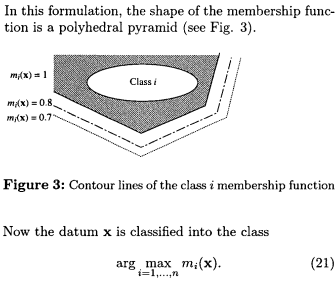 In this formulation, the shape of the membership func-
tion is a polyhedral pyramid (see Fig. 3).
m_i(x) = 1
Class i
m_i(x) = 0.8
m_i(x) = 0.7
Figure 3: Contour lines of the class i membership function
Now the datum x is classified into the class
arg max m_i(x). (21)
i=1,...,n